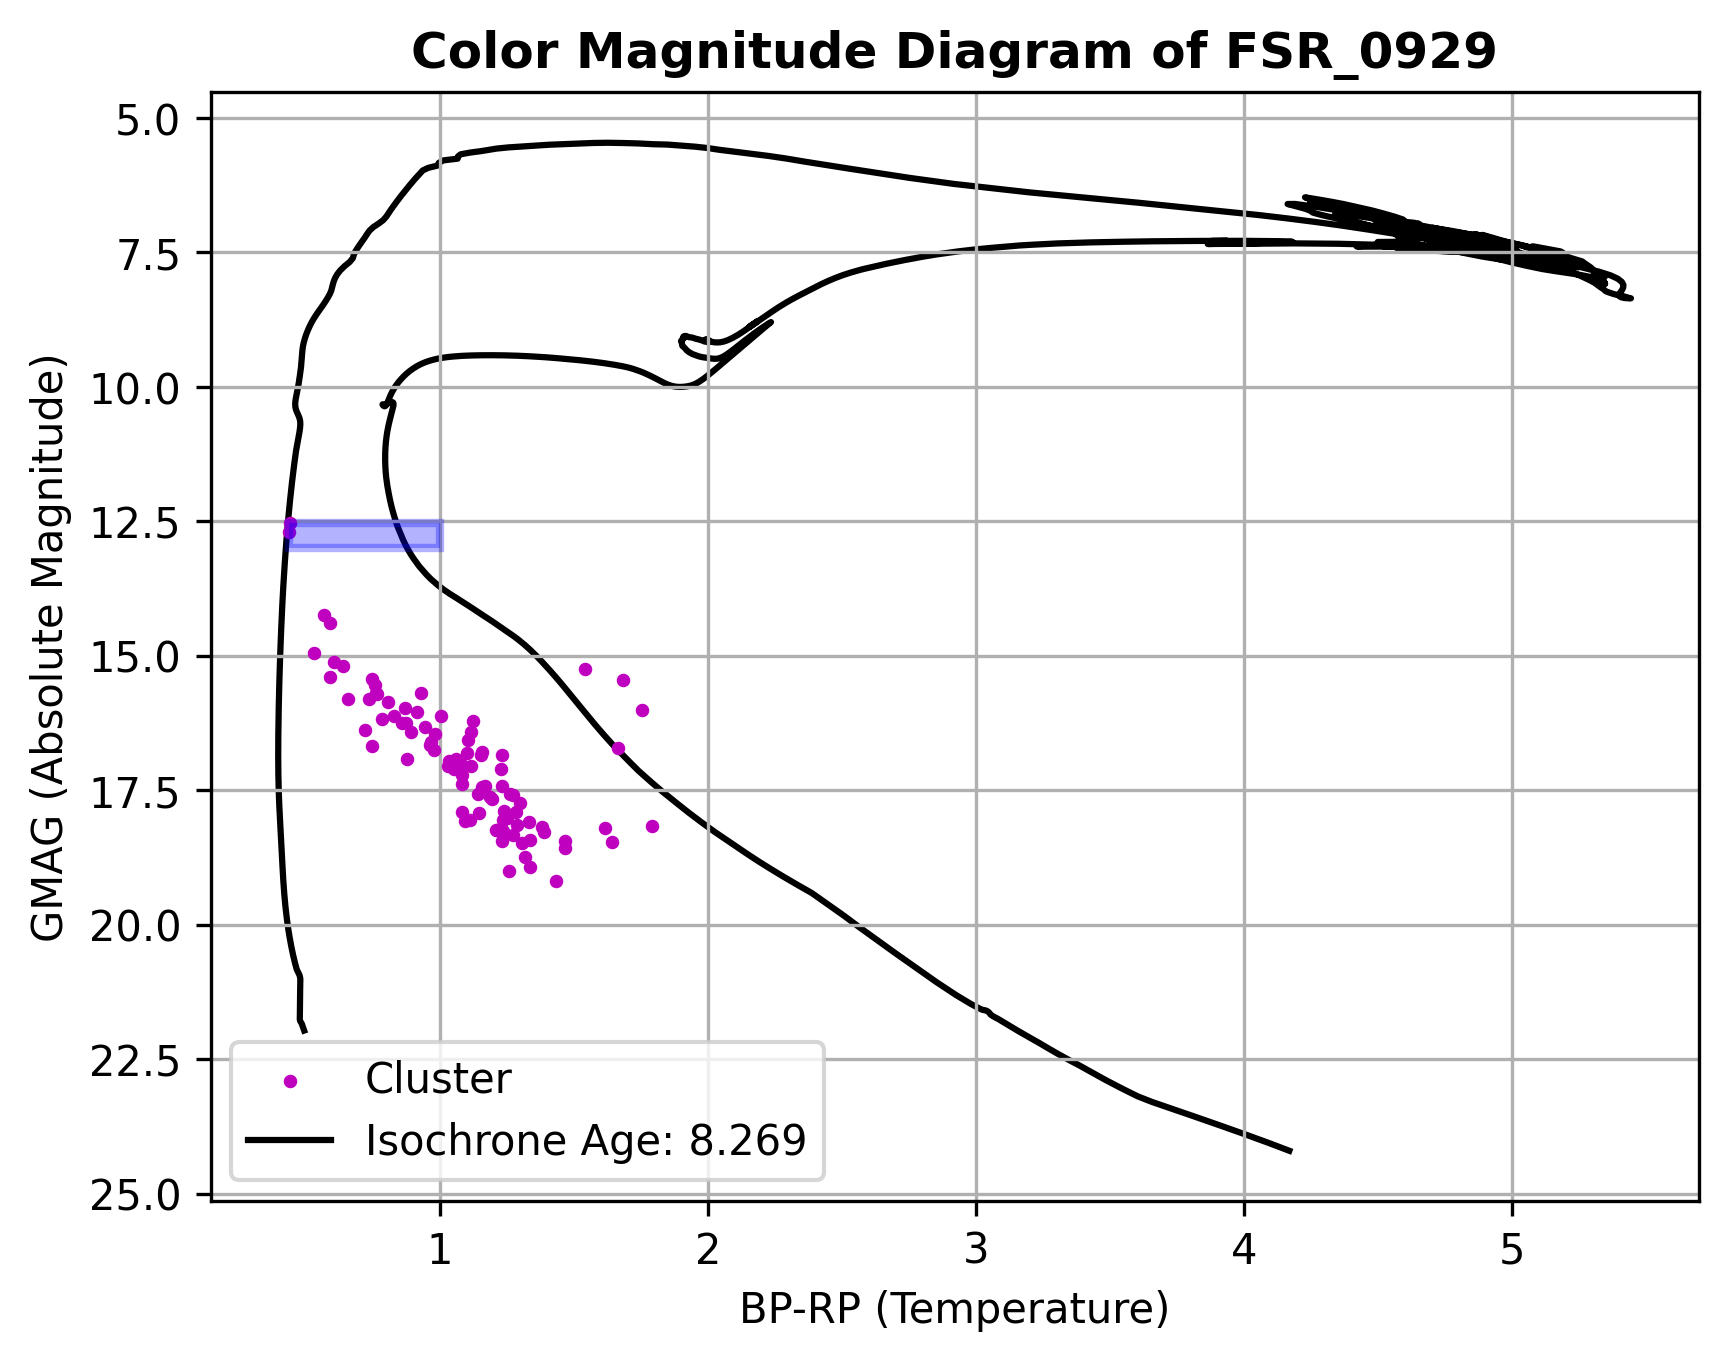 Color Magnitude Diagram of FSR_0929
GMAG (Absolute Magnitude)
5.0
7.5
10.0
12.5
15.0
17.5
20.0
22.5
25.0
Cluster
Isochrone Age: 8.269
1 2 3 4 5
BP-RP (Temperature)